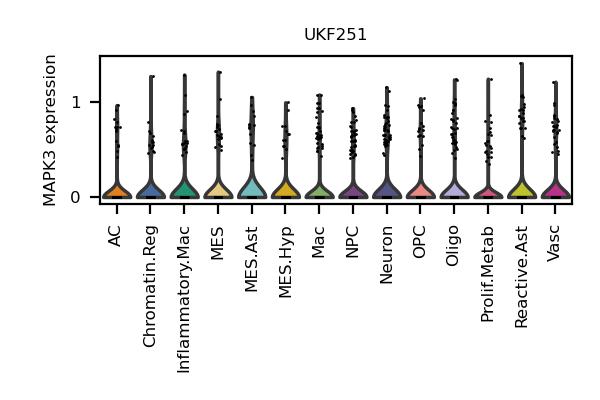 UKF251
MAPK3 expression
1
0
AC
Chromatin.Reg
Inflammatory.Mac
MES
MES.Ast
MES.Hyp
Mac
NPC
Neuron
OPC
Oligo
Prolif.Metab
Reactive.Ast
Vasc